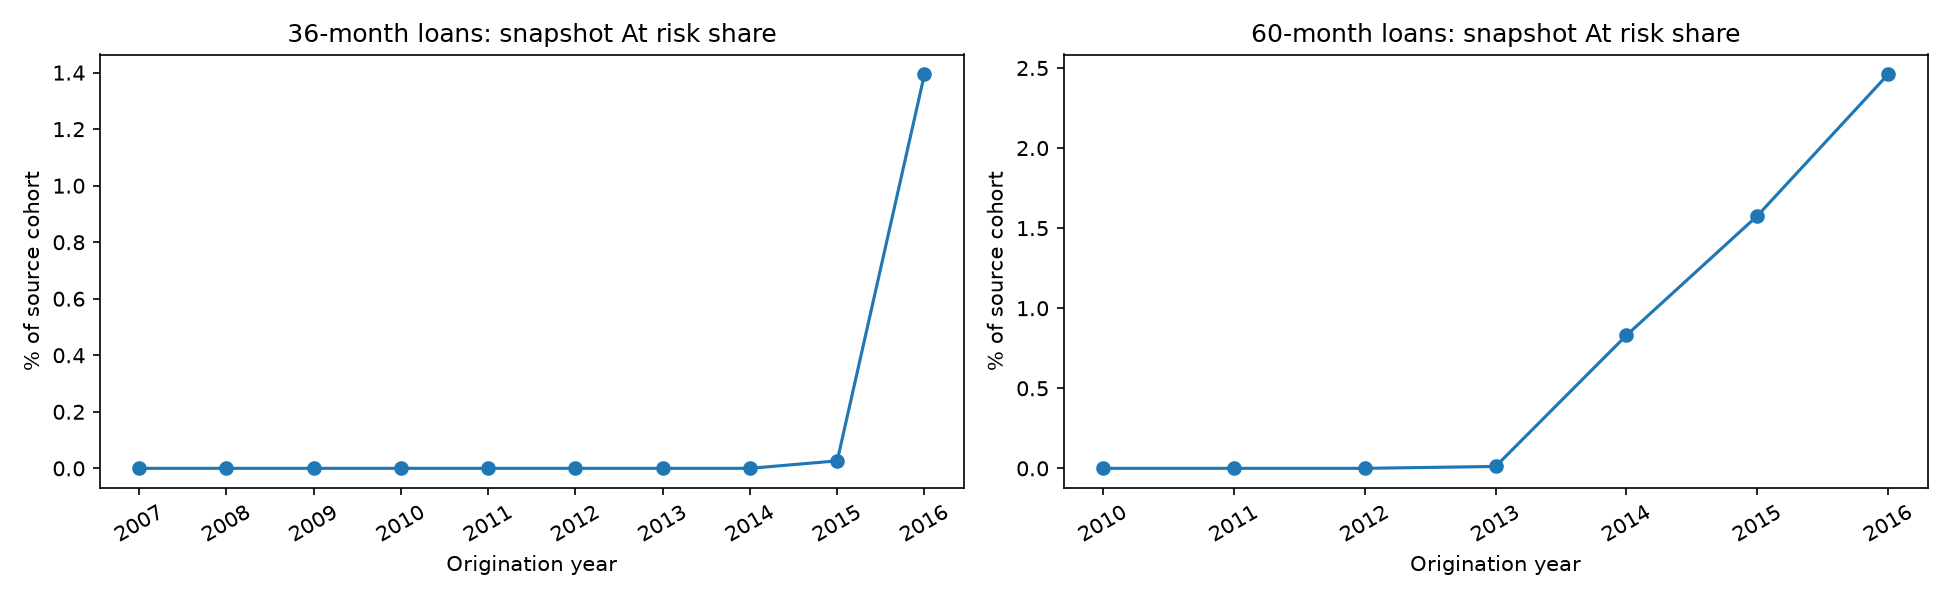 36-month loans: snapshot At risk share
% of source cohort
1.4
1.2
1.0
0.8
0.6
0.4
0.2
0.0
2007 2008 2009 2010 2011 2012 2013 2014 2015 2016
Origination year
60-month loans: snapshot At risk share
% of source cohort
2.5
2.0
1.5
1.0
0.5
0.0
2010 2011 2012 2013 2014 2015 2016
Origination year